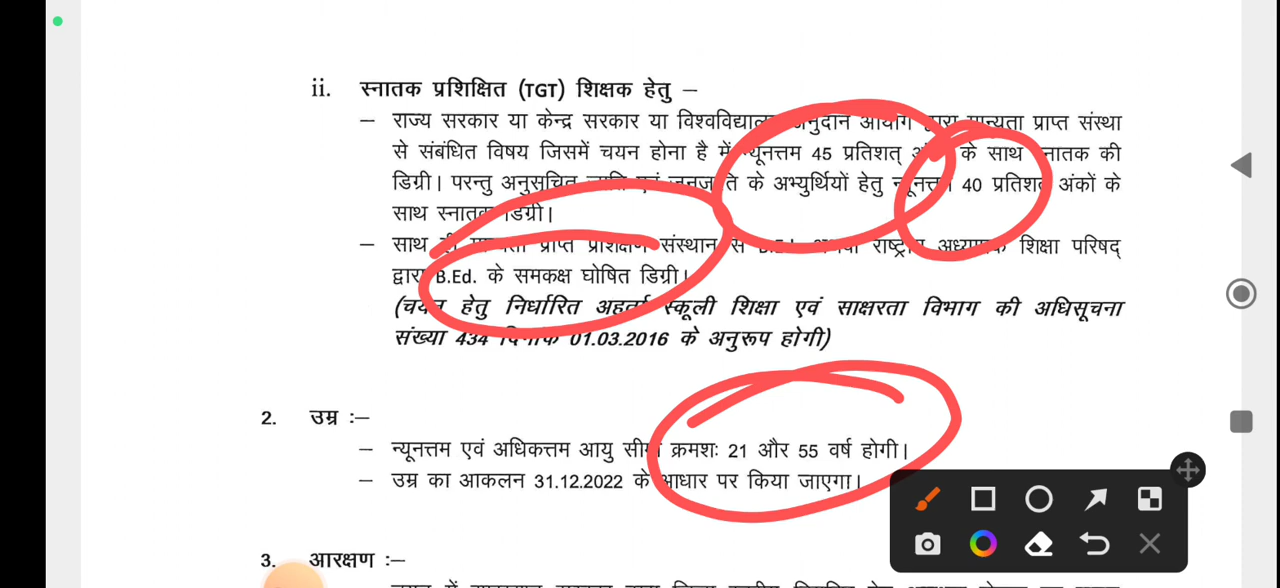 ii. स्नातक प्रशिक्षित (TGT) शिक्षक हेतु –
– राज्य सरकार या केन्द्र सरकार या विश्वविद्यालय अनुदान आयोग द्वारा मान्यता प्राप्त संस्था
से संबंधित विषय जिसमें चयन होना है में न्यूनत्तम 45 प्रतिशत् के साथ स्नातक की
डिग्री। परन्तु अनुसूचित जाति एवं जनजाति के अभ्युर्थियों हेतु न्यूनत्तम 40 प्रतिशत् अंकों के
साथ स्नातक डिग्री।
– साथ ही मान्यता प्राप्त प्रशिक्षण संस्थान से B.Ed. अथवा राष्ट्रीय अध्यापक शिक्षा परिषद्
द्वारा B.Ed. के समकक्ष घोषित डिग्री।
(चयन हेतु निर्धारित अहर्ता स्कूली शिक्षा एवं साक्षरता विभाग की अधिसूचना
संख्या 434 दिनांक 01.03.2016 के अनुरूप होगी)
2. उम्र :–
– न्यूनत्तम एवं अधिकत्तम आयु सीमा क्रमशः 21 और 55 वर्ष होगी।
– उम्र का आकलन 31.12.2022 के आधार पर किया जाएगा।
3. आरक्षण :–